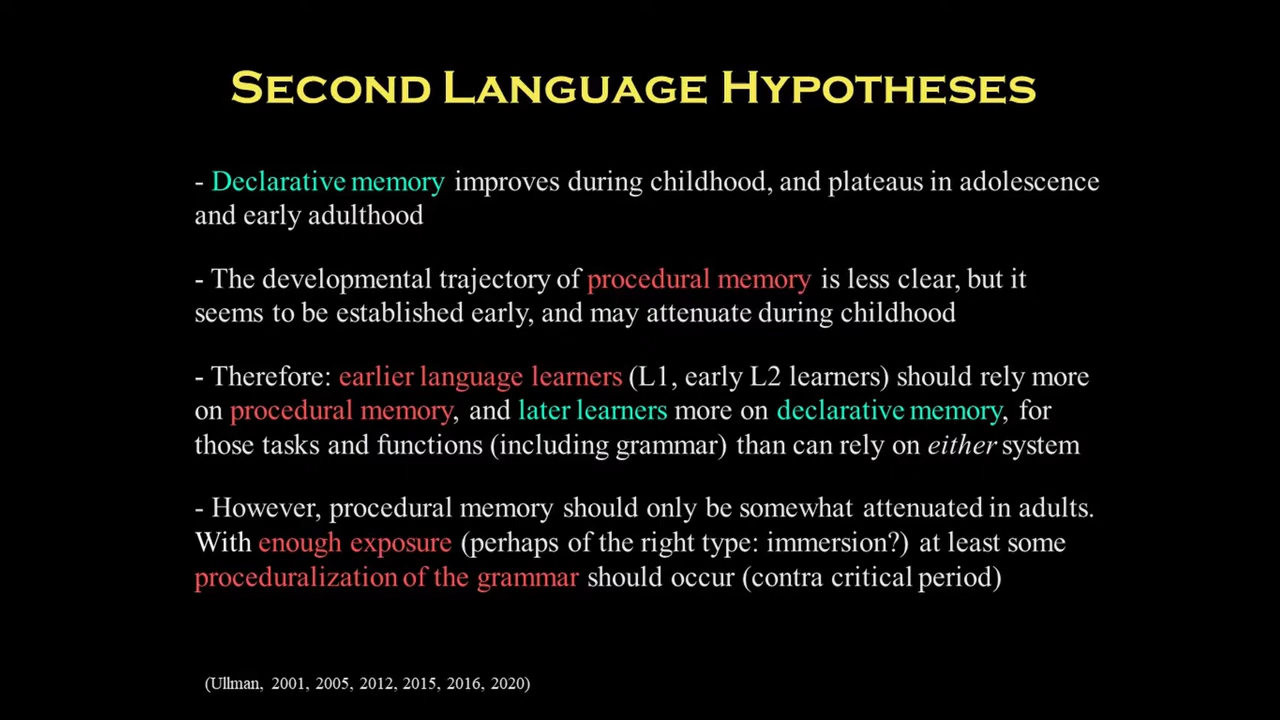 SECOND LANGUAGE HYPOTHESES
- Declarative memory improves during childhood, and plateaus in adolescence
and early adulthood
- The developmental trajectory of procedural memory is less clear, but it
seems to be established early, and may attenuate during childhood
- Therefore: earlier language learners (L1, early L2 learners) should rely more
on procedural memory, and later learners more on declarative memory, for
those tasks and functions (including grammar) than can rely on either system
- However, procedural memory should only be somewhat attenuated in adults.
With enough exposure (perhaps of the right type: immersion?) at least some
proceduralization of the grammar should occur (contra critical period)
(Ullman, 2001, 2005, 2012, 2015, 2016, 2020)